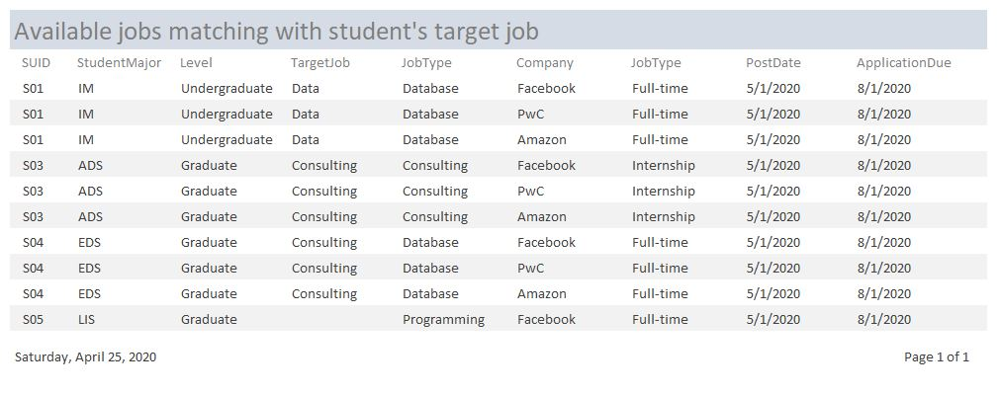 Available jobs matching with student's target job
SUID StudentMajor Level TargetJob JobType Company JobType PostDate ApplicationDue
S01 IM Undergraduate Data Database Facebook Full-time 5/1/2020 8/1/2020
S01 IM Undergraduate Data Database PwC Full-time 5/1/2020 8/1/2020
S01 IM Undergraduate Data Database Amazon Full-time 5/1/2020 8/1/2020
S03 ADS Graduate Consulting Consulting Facebook Internship 5/1/2020 8/1/2020
S03 ADS Graduate Consulting Consulting PwC Internship 5/1/2020 8/1/2020
S03 ADS Graduate Consulting Consulting Amazon Internship 5/1/2020 8/1/2020
S04 EDS Graduate Consulting Database Facebook Full-time 5/1/2020 8/1/2020
S04 EDS Graduate Consulting Database PwC Full-time 5/1/2020 8/1/2020
S04 EDS Graduate Consulting Database Amazon Full-time 5/1/2020 8/1/2020
S05 LIS Graduate Programming Facebook Full-time 5/1/2020 8/1/2020
Saturday, April 25, 2020 Page 1 of 1